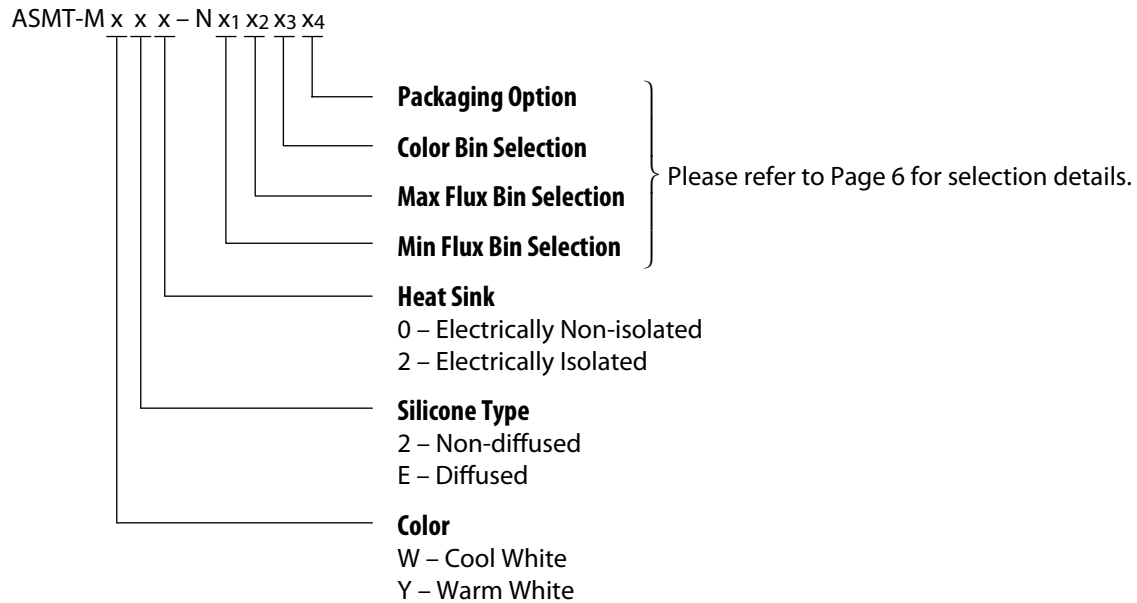 ASMT-M x x x – N x1 x2 x3 x4
Packaging Option
Color Bin Selection
Max Flux Bin Selection
Min Flux Bin Selection
Please refer to Page 6 for selection details.
Heat Sink
0 – Electrically Non-isolated
2 – Electrically Isolated
Silicone Type
2 – Non-diffused
E – Diffused
Color
W – Cool White
Y – Warm White